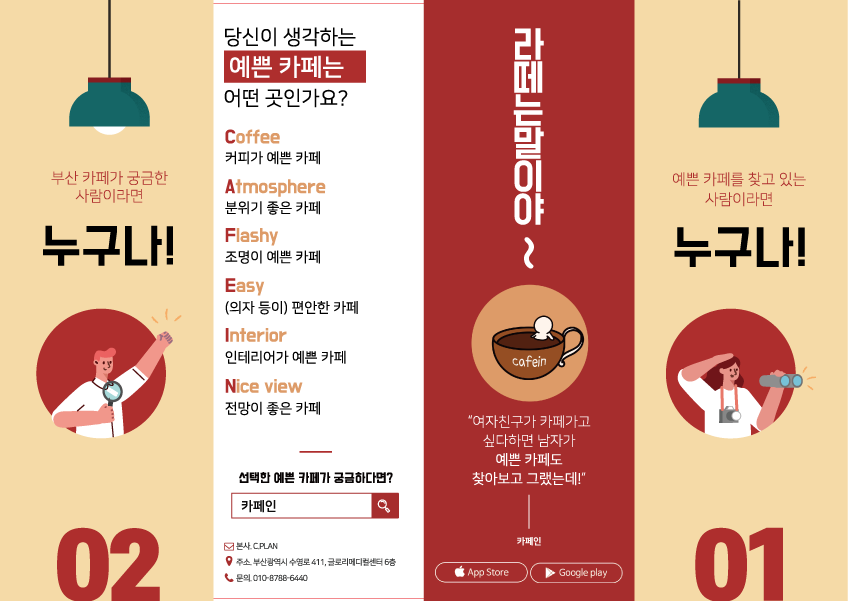 부산 카페가 궁금한
사람이라면
누구나!
02
당신이 생각하는
예쁜 카페는
어떤 곳인가요?
Coffee
커피가 예쁜 카페
Atmosphere
분위기 좋은 카페
Flashy
조명이 예쁜 카페
Easy
(의자 등이) 편안한 카페
Interior
인테리어가 예쁜 카페
Nice view
전망이 좋은 카페
선택한 예쁜 카페가 궁금하다면?
카페인
본사. C.PLAN
주소. 부산광역시 수영로 411, 글로리메디컬센터 6층
문의. 010-8788-6440
라떼는말이야~
cafein
“여자친구가 카페가고
싶다하면 남자가
예쁜 카페도
찾아보고 그랬는데!”
카페인
App Store
Google play
예쁜 카페를 찾고 있는
사람이라면
누구나!
01